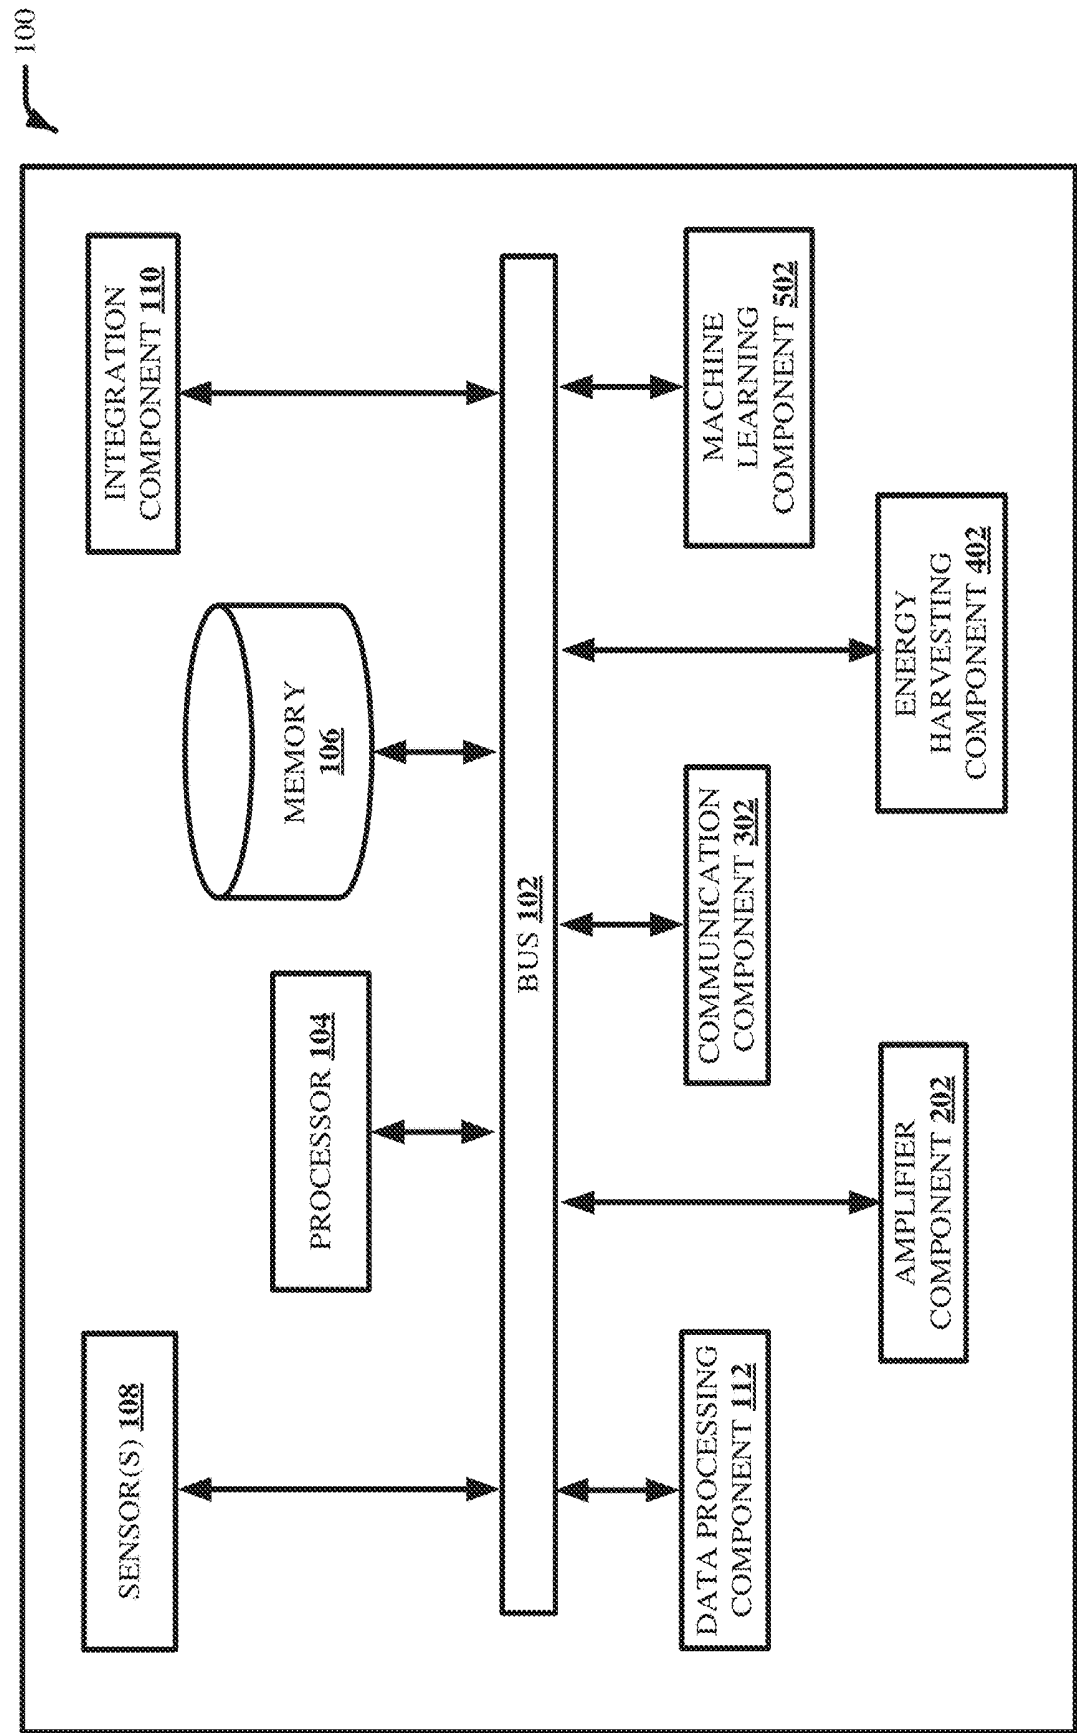 100
SENSOR(S) 108
PROCESSOR 104
MEMORY
106
INTEGRATION
COMPONENT 110
BUS 102
DATA PROCESSING
COMPONENT 112
AMPLIFIER
COMPONENT 202
COMMUNICATION
COMPONENT 302
ENERGY
HARVESTING
COMPONENT 402
MACHINE
LEARNING
COMPONENT 502